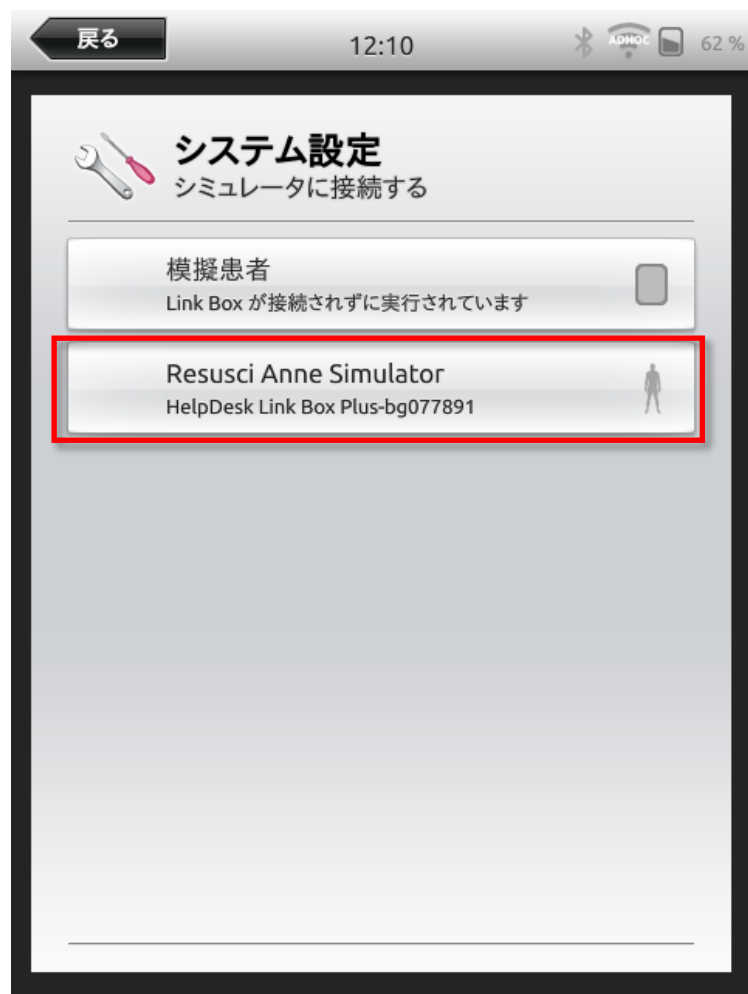 戻る
12:10
ADHOC
62 %
システム設定
シミュレータに接続する
模擬患者
Link Box が接続されずに実行されています
Resusci Anne Simulator
HelpDesk Link Box Plus-bg077891